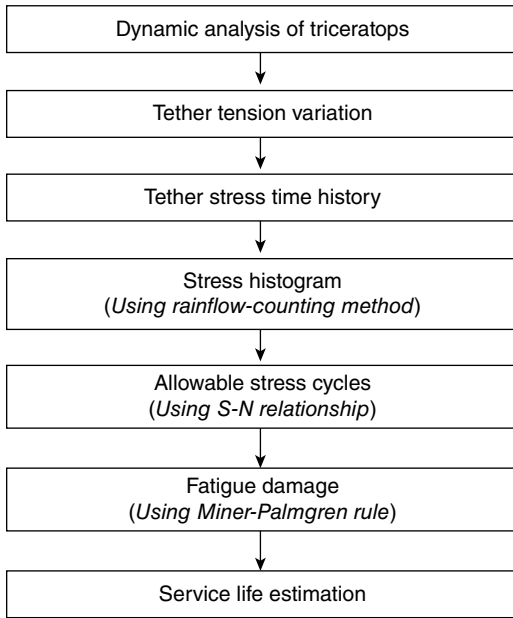 Dynamic analysis of triceratops
Tether tension variation
Tether stress time history
Stress histogram
(Using rainflow-counting method)
Allowable stress cycles
(Using S-N relationship)
Fatigue damage
(Using Miner-Palmgren rule)
Service life estimation